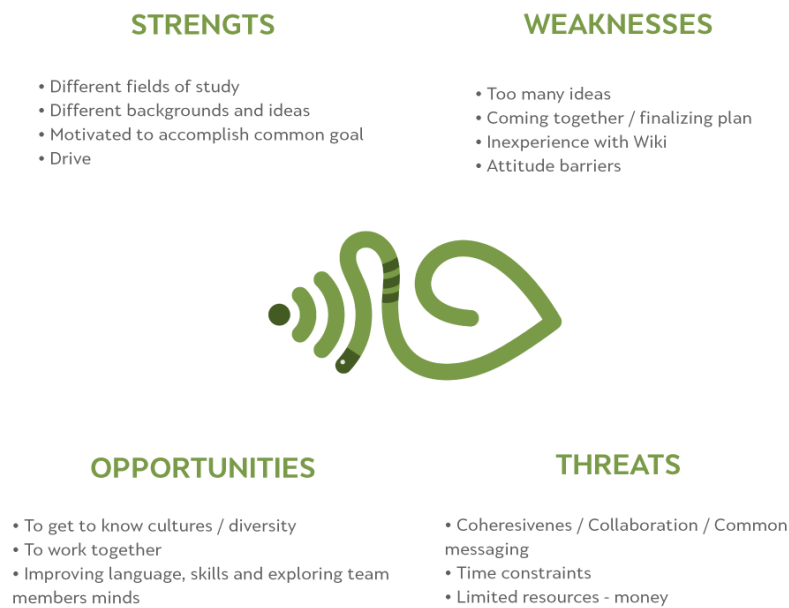 STRENGTS
• Different fields of study
• Different backgrounds and ideas
• Motivated to accomplish common goal
• Drive
WEAKNESSES
• Too many ideas
• Coming together / finalizing plan
• Inexperience with Wiki
• Attitude barriers
OPPORTUNITIES
• To get to know cultures / diversity
• To work together
• Improving language, skills and exploring team
members minds
THREATS
• Coheresivenes / Collaboration / Common
messaging
• Time constraints
• Limited resources - money